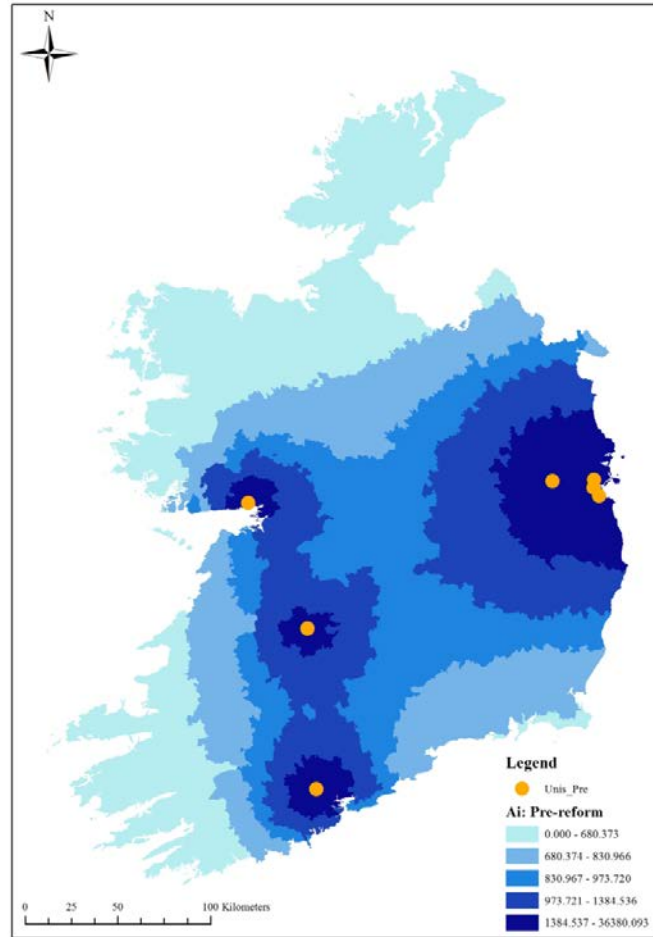 N
Legend
Unis_Pre
Ai: Pre-reform
0.000 - 680.373
680.374 - 830.966
830.967 - 973.720
973.721 - 1384.536
1384.537 - 36380.093
0 25 50 100 Kilometers